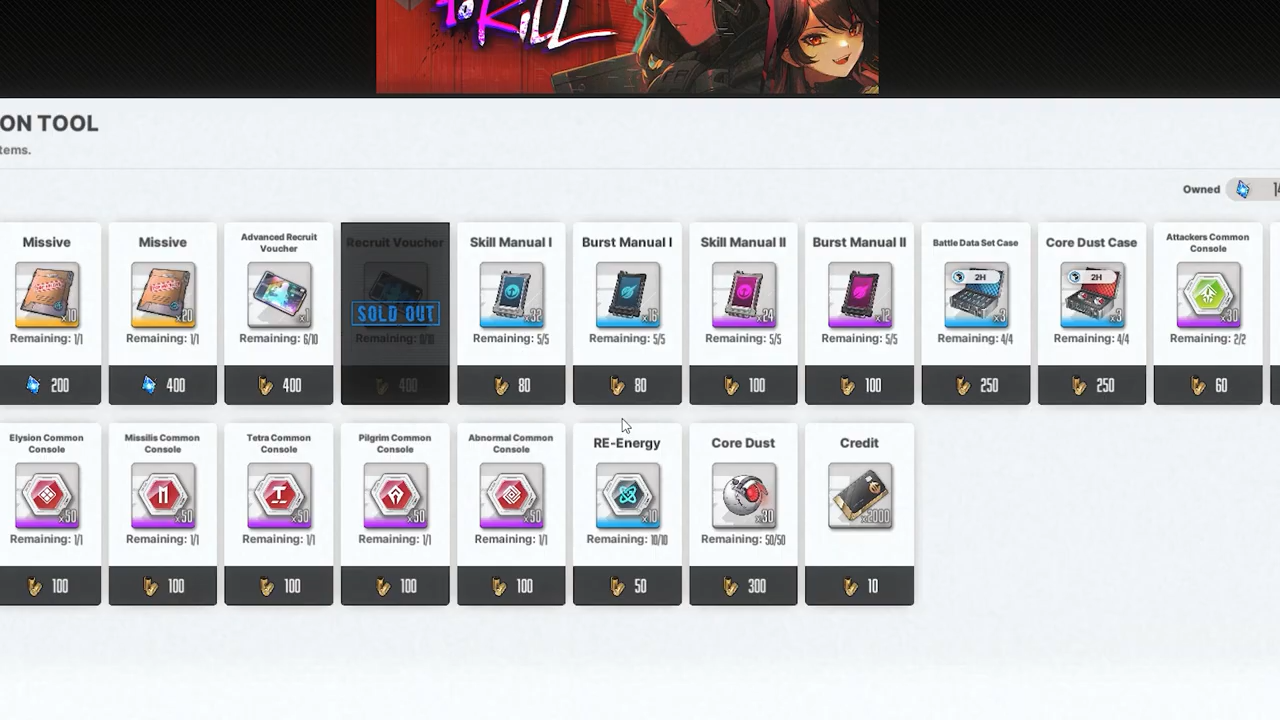 to KiLL
ON TOOL
tems.
Owned
Missive
x10
Remaining: 1/1
200
Missive
x20
Remaining: 1/1
400
Advanced Recruit
Voucher
x1
Remaining: 6/10
400
Recruit Voucher
SOLD OUT
Remaining: 0/10
400
Skill Manual I
x32
Remaining: 5/5
80
Burst Manual I
x16
Remaining: 5/5
80
Skill Manual II
x24
Remaining: 5/5
100
Burst Manual II
x12
Remaining: 5/5
100
Battle Data Set Case
2H
x3
Remaining: 4/4
250
Core Dust Case
2H
x3
Remaining: 4/4
250
Attackers Common
Console
x30
Remaining: 2/2
60
Elysion Common
Console
x50
Remaining: 1/1
100
Missilis Common
Console
x50
Remaining: 1/1
100
Tetra Common
Console
x50
Remaining: 1/1
100
Pilgrim Common
Console
x50
Remaining: 1/1
100
Abnormal Common
Console
x50
Remaining: 1/1
100
RE-Energy
x10
Remaining: 10/10
50
Core Dust
x30
Remaining: 50/50
300
Credit
x2000
10